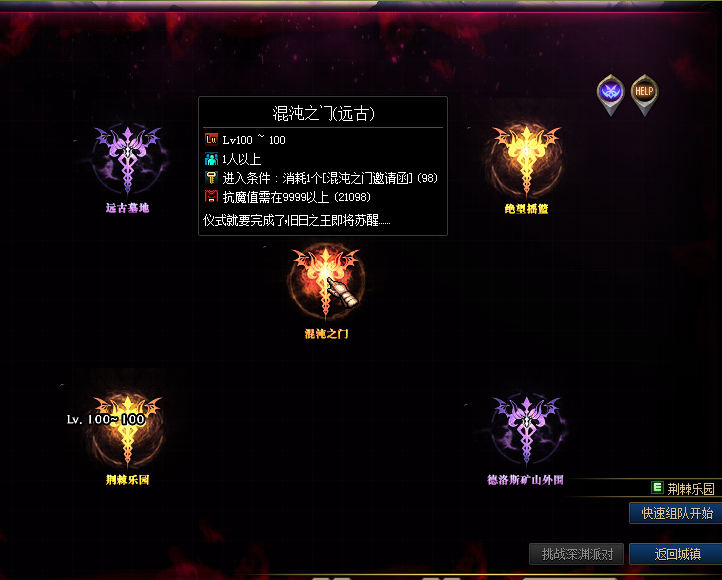 HELP
混沌之门(远古)
Lv Lv100 ~ 100
1人以上
进入条件：消耗1个[混沌之门邀请函] (98)
抗魔值需在9999以上 (21098)
仪式就要完成了旧日之王即将苏醒......
远古墓地
绝望摇篮
混沌之门
Lv. 100~100
荆棘乐园
德洛斯矿山外围
E 荆棘乐园
快速组队开始
挑战深渊派对
返回城镇